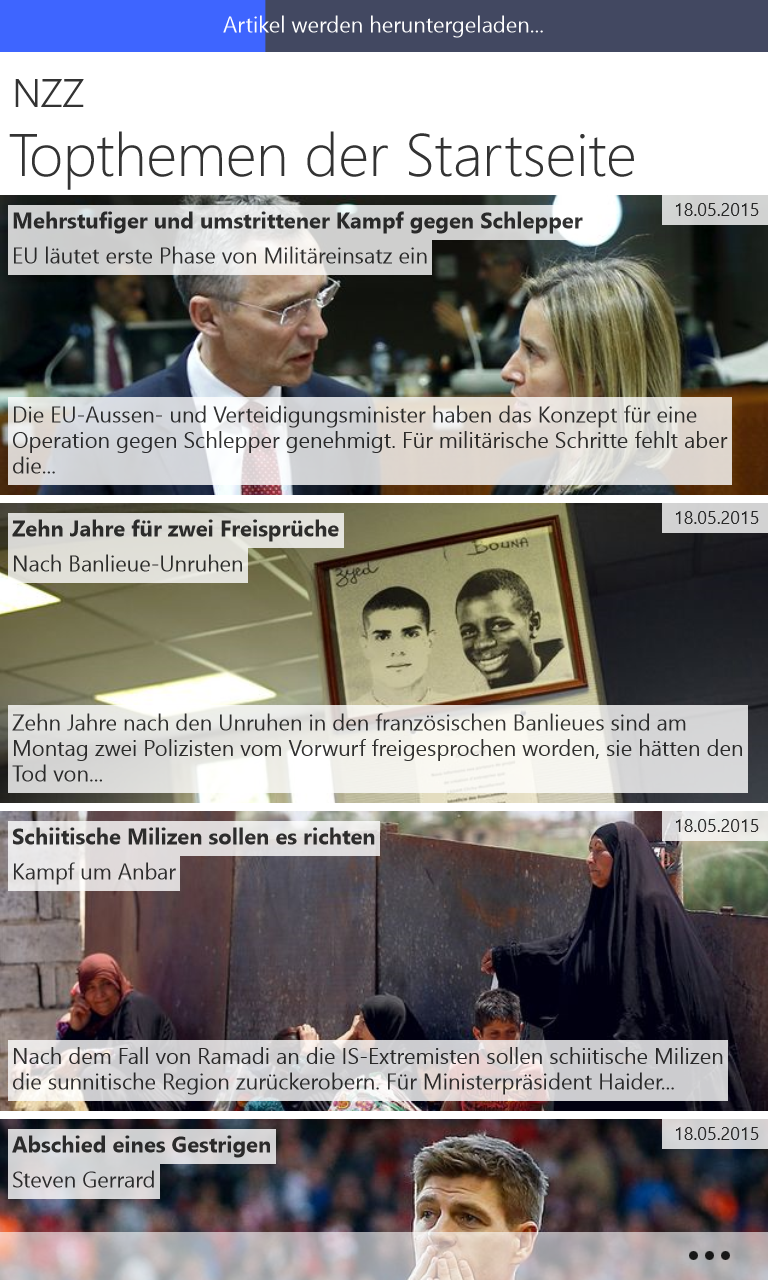 Artikel werden heruntergeladen...
NZZ
Topthemen der Startseite
18.05.2015
Mehrstufiger und umstrittener Kampf gegen Schlepper
EU läutet erste Phase von Militäreinsatz ein
Die EU-Aussen- und Verteidigungsminister haben das Konzept für eine
Operation gegen Schlepper genehmigt. Für militärische Schritte fehlt aber
die...
18.05.2015
Zehn Jahre für zwei Freisprüche
Nach Banlieue-Unruhen
Zyed
Bouna
Zehn Jahre nach den Unruhen in den französischen Banlieues sind am
Montag zwei Polizisten vom Vorwurf freigesprochen worden, sie hätten den
Tod von...
18.05.2015
Schiitische Milizen sollen es richten
Kampf um Anbar
Nach dem Fall von Ramadi an die IS-Extremisten sollen schiitische Milizen
die sunnitische Region zurückerobern. Für Ministerpräsident Haider...
18.05.2015
Abschied eines Gestrigen
Steven Gerrard